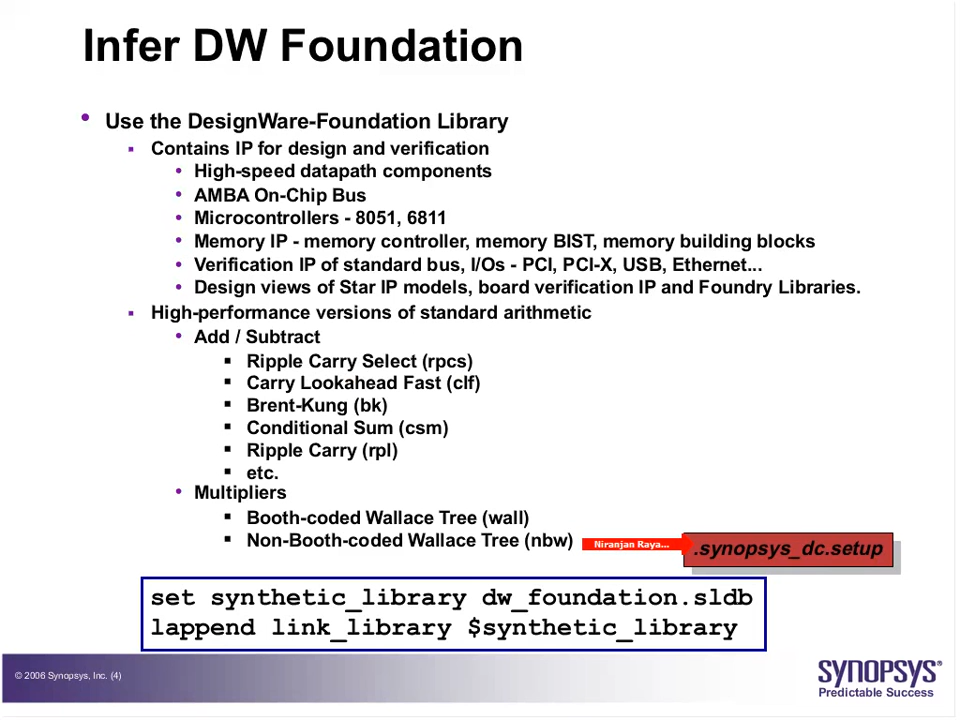 Infer DW Foundation
• Use the DesignWare-Foundation Library
▪ Contains IP for design and verification
• High-speed datapath components
• AMBA On-Chip Bus
• Microcontrollers - 8051, 6811
• Memory IP - memory controller, memory BIST, memory building blocks
• Verification IP of standard bus, I/Os - PCI, PCI-X, USB, Ethernet...
• Design views of Star IP models, board verification IP and Foundry Libraries.
▪ High-performance versions of standard arithmetic
• Add / Subtract
▪ Ripple Carry Select (rpcs)
▪ Carry Lookahead Fast (clf)
▪ Brent-Kung (bk)
▪ Conditional Sum (csm)
▪ Ripple Carry (rpl)
▪ etc.
• Multipliers
▪ Booth-coded Wallace Tree (wall)
▪ Non-Booth-coded Wallace Tree (nbw)
Niranjan Raya...
.synopsys_dc.setup
set synthetic_library dw_foundation.sldb
lappend link_library $synthetic_library
© 2006 Synopsys, Inc. (4)
SYNOPSYS®
Predictable Success